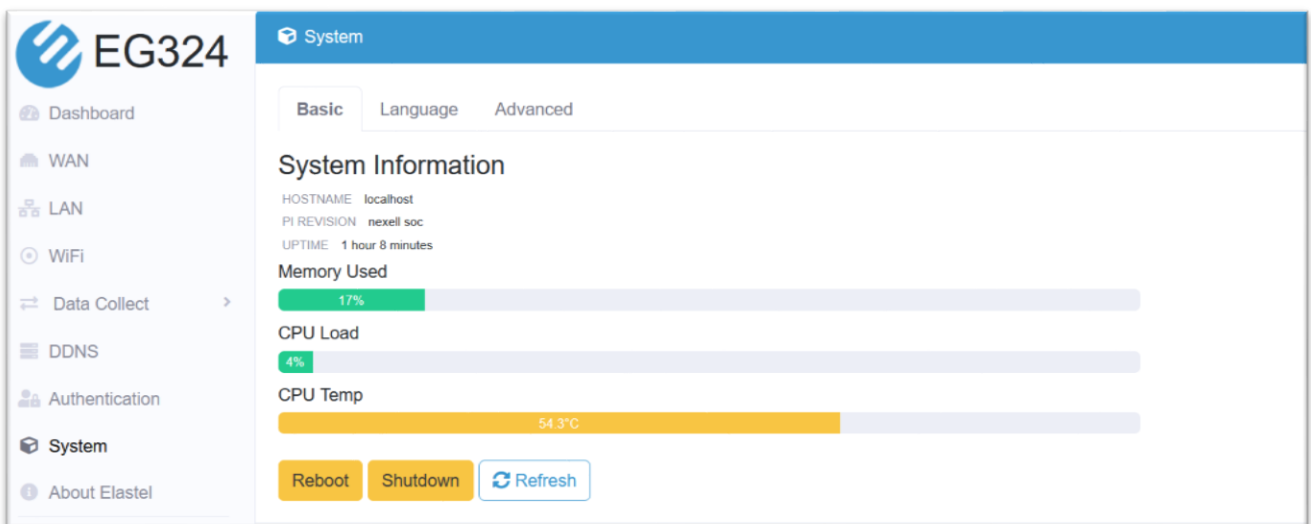 EG324
Dashboard
WAN
LAN
WiFi
Data Collect
DDNS
Authentication
System
About Elastel
System
Basic Language Advanced
System Information
HOSTNAME localhost
PI REVISION nexell soc
UPTIME 1 hour 8 minutes
Memory Used
17%
CPU Load
4%
CPU Temp
54.3°C
Reboot Shutdown Refresh